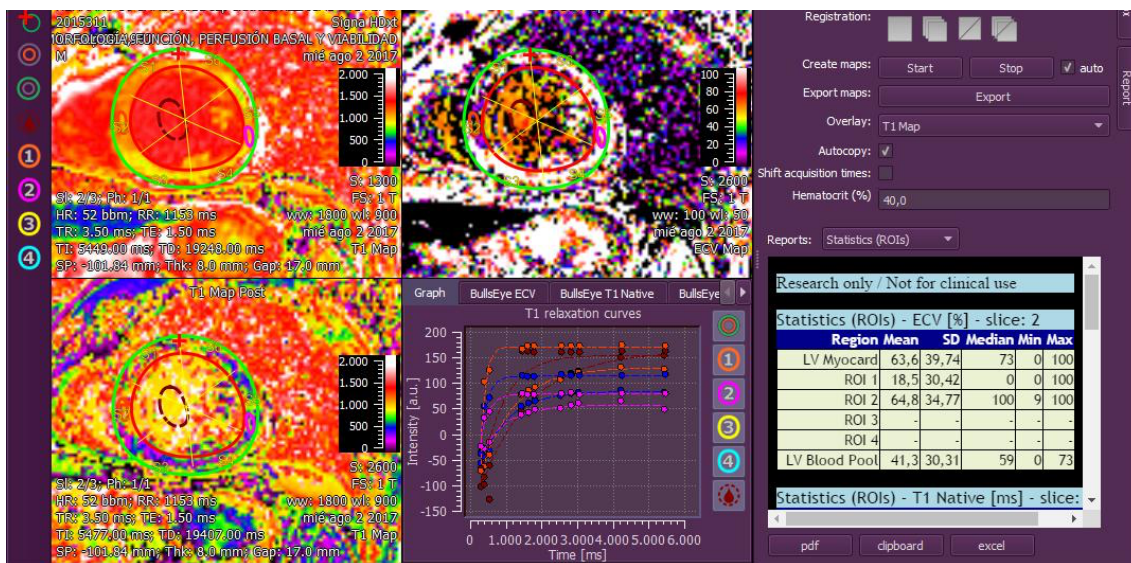 2015311
Signa HDxt
MORFOLOGÍA, FUNCIÓN, PERFUSIÓN BASAL Y VIABILIDAD
M
mié ago 2 2017
2.000
1.500
1.000
500
0
Sl: 2/3; Ph: 1/1
HR: 52 bbm; RR: 1153 ms
TR: 3.50 ms; TE: 1.50 ms
TI: 5449.00 ms; TD: 19248.00 ms
SP: -101.84 mm; Thk: 8.0 mm; Gap: 17.0 mm
S: 1300
FS: 1 T
ww: 1800 wl: 900
mié ago 2 2017
T1 Map
100
80
60
40
20
0
S: 2600
FS: 1 T
ww: 100 wl: 50
mié ago 2 2017
ECV Map
T1 Map Post
2.000
1.500
1.000
500
0
Sl: 2/3; Ph: 1/1
HR: 52 bbm; RR: 1153 ms
TR: 3.50 ms; TE: 1.50 ms
TI: 5477.00 ms; TD: 19407.00 ms
SP: -101.84 mm; Thk: 8.0 mm; Gap: 17.0 mm
S: 2600
FS: 1 T
ww: 1800 wl: 900
mié ago 2 2017
T1 Map
1
2
3
4
Graph BullsEye ECV BullsEye T1 Native BullsEye
T1 relaxation curves
Intensity [a.u.]
200
150
100
50
0
-50
-100
-150
0 1.000 2.000 3.000 4.000 5.000 6.000
Time [ms]
1
2
3
4
Registration:
Create maps: Start Stop auto
Export maps: Export
Overlay: T1 Map
Autocopy:
Shift acquisition times:
Hematocrit (%) 40,0
Reports: Statistics (ROIs)
Report
Research only / Not for clinical use
Statistics (ROIs) - ECV [%] - slice: 2
Region Mean SD Median Min Max
LV Myocard 63,6 39,74 73 0 100
ROI 1 18,5 30,42 0 0 100
ROI 2 64,8 34,77 100 9 100
ROI 3 - - - - -
ROI 4 - - - - -
LV Blood Pool 41,3 30,31 59 0 73
Statistics (ROIs) - T1 Native [ms] - slice:
pdf clipboard excel